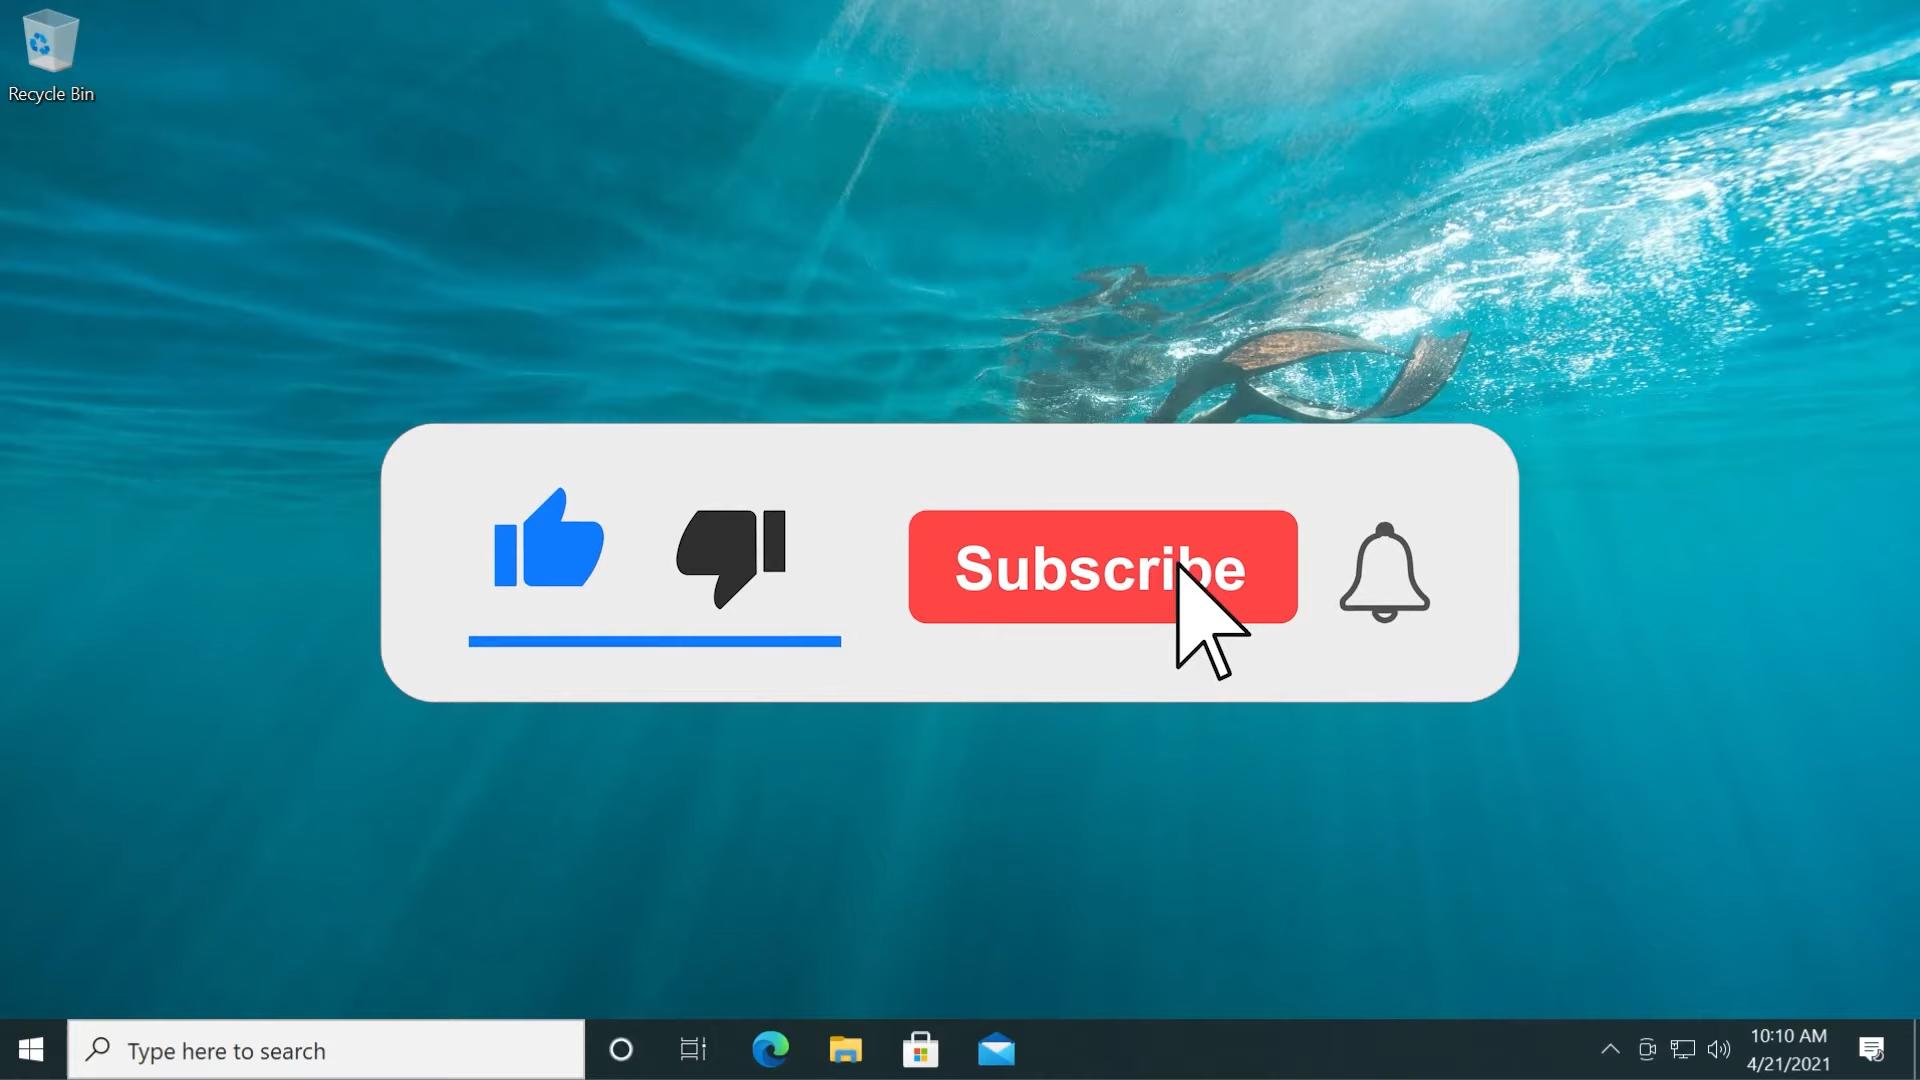 Recycle Bin
Subscribe
Type here to search
10:10 AM
4/21/2021